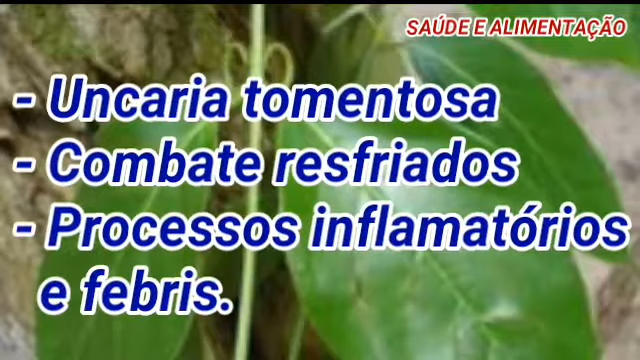 SAÚDE E ALIMENTAÇÃO
- Uncaria tomentosa
- Combate resfriados
- Processos inflamatórios
e febris.